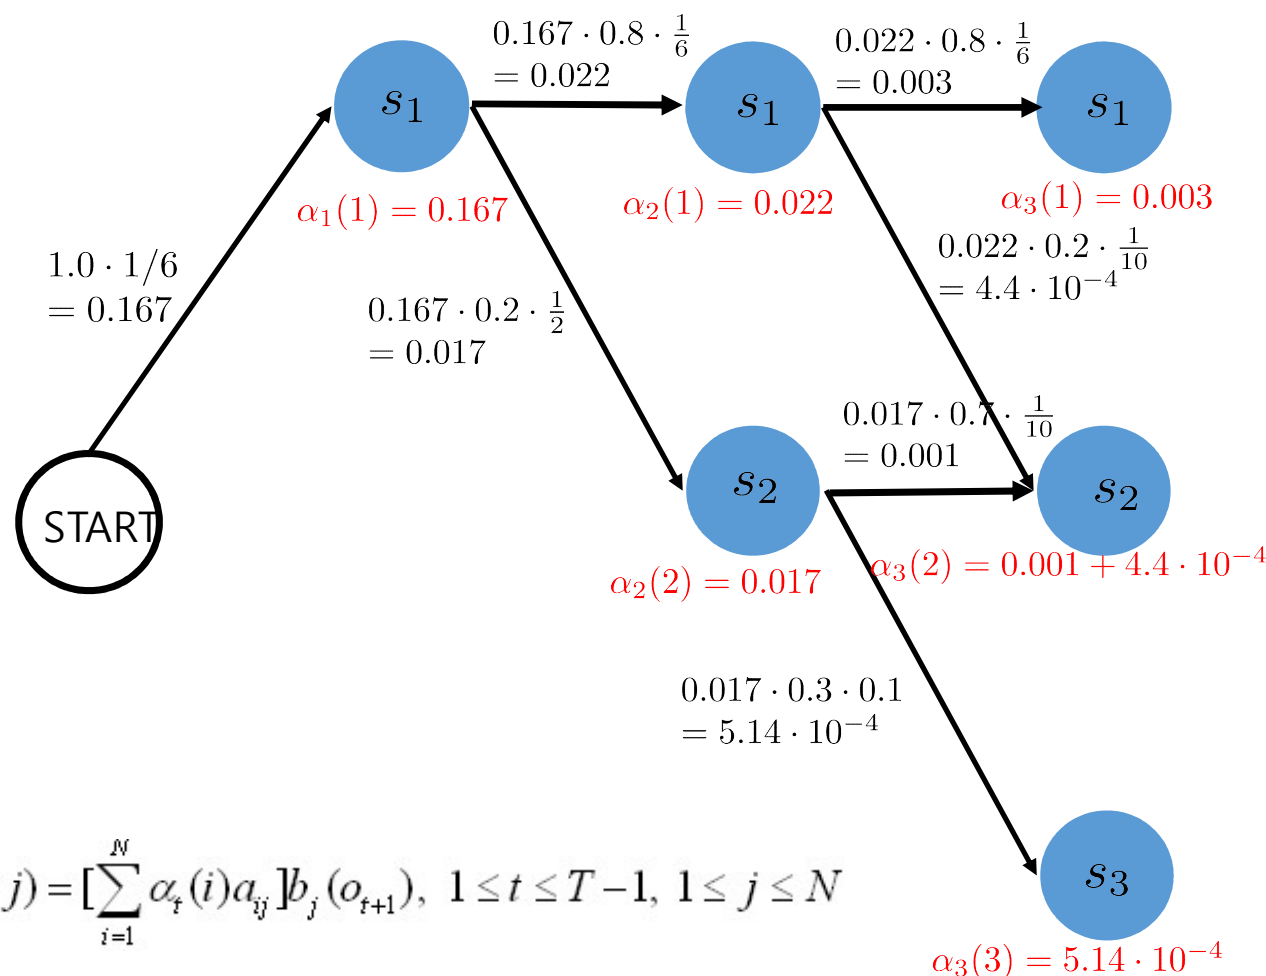 0.167 · 0.8 · 1/6
= 0.022
0.022 · 0.8 · 1/6
= 0.003
s₁
s₁
s₁
α₁(1) = 0.167
α₂(1) = 0.022
α₃(1) = 0.003
1.0 · 1/6
= 0.167
0.022 · 0.2 · 1/10
= 4.4 · 10⁻⁴
0.167 · 0.2 · 1/2
= 0.017
0.017 · 0.7 · 1/10
= 0.001
START
s₂
s₂
α₂(2) = 0.017
α₃(2) = 0.001 + 4.4 · 10⁻⁴
0.017 · 0.3 · 0.1
= 5.14 · 10⁻⁴
j) = [∑_{i=1}^{N} αₜ(i)a_{ij}]b_j(o_{t+1}), 1 ≤ t ≤ T − 1, 1 ≤ j ≤ N
s₃
α₃(3) = 5.14 · 10⁻⁴